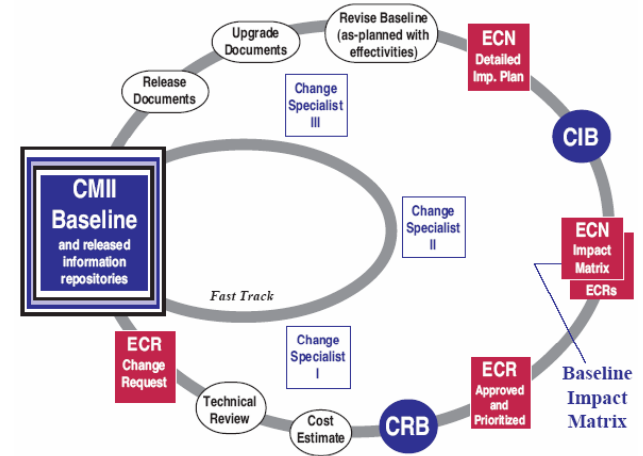 Revise Baseline
(as-planned with
effectivities)
Upgrade
Documents
Release
Documents
ECN
Detailed
Imp. Plan
Change
Specialist
III
CIB
CMII
Baseline
and released
information
repositories
Change
Specialist
II
ECN
Impact
Matrix
ECRs
Fast Track
ECR
Change
Request
Change
Specialist
I
Technical
Review
Cost
Estimate
CRB
ECR
Approved
and
Prioritized
Baseline
Impact
Matrix